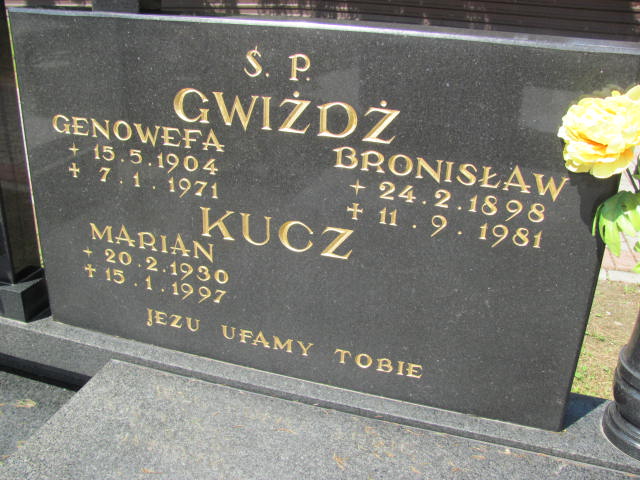 Ś. P.
GWIŻDŻ
GENOWEFA
+ 15.5.1904
+ 7.1.1971
BRONISŁAW
+ 24.2.1898
+ 11.9.1981
KUCZ
MARIAN
+ 20.2.1930
+ 15.1.1997
JEZU UFAMY TOBIE